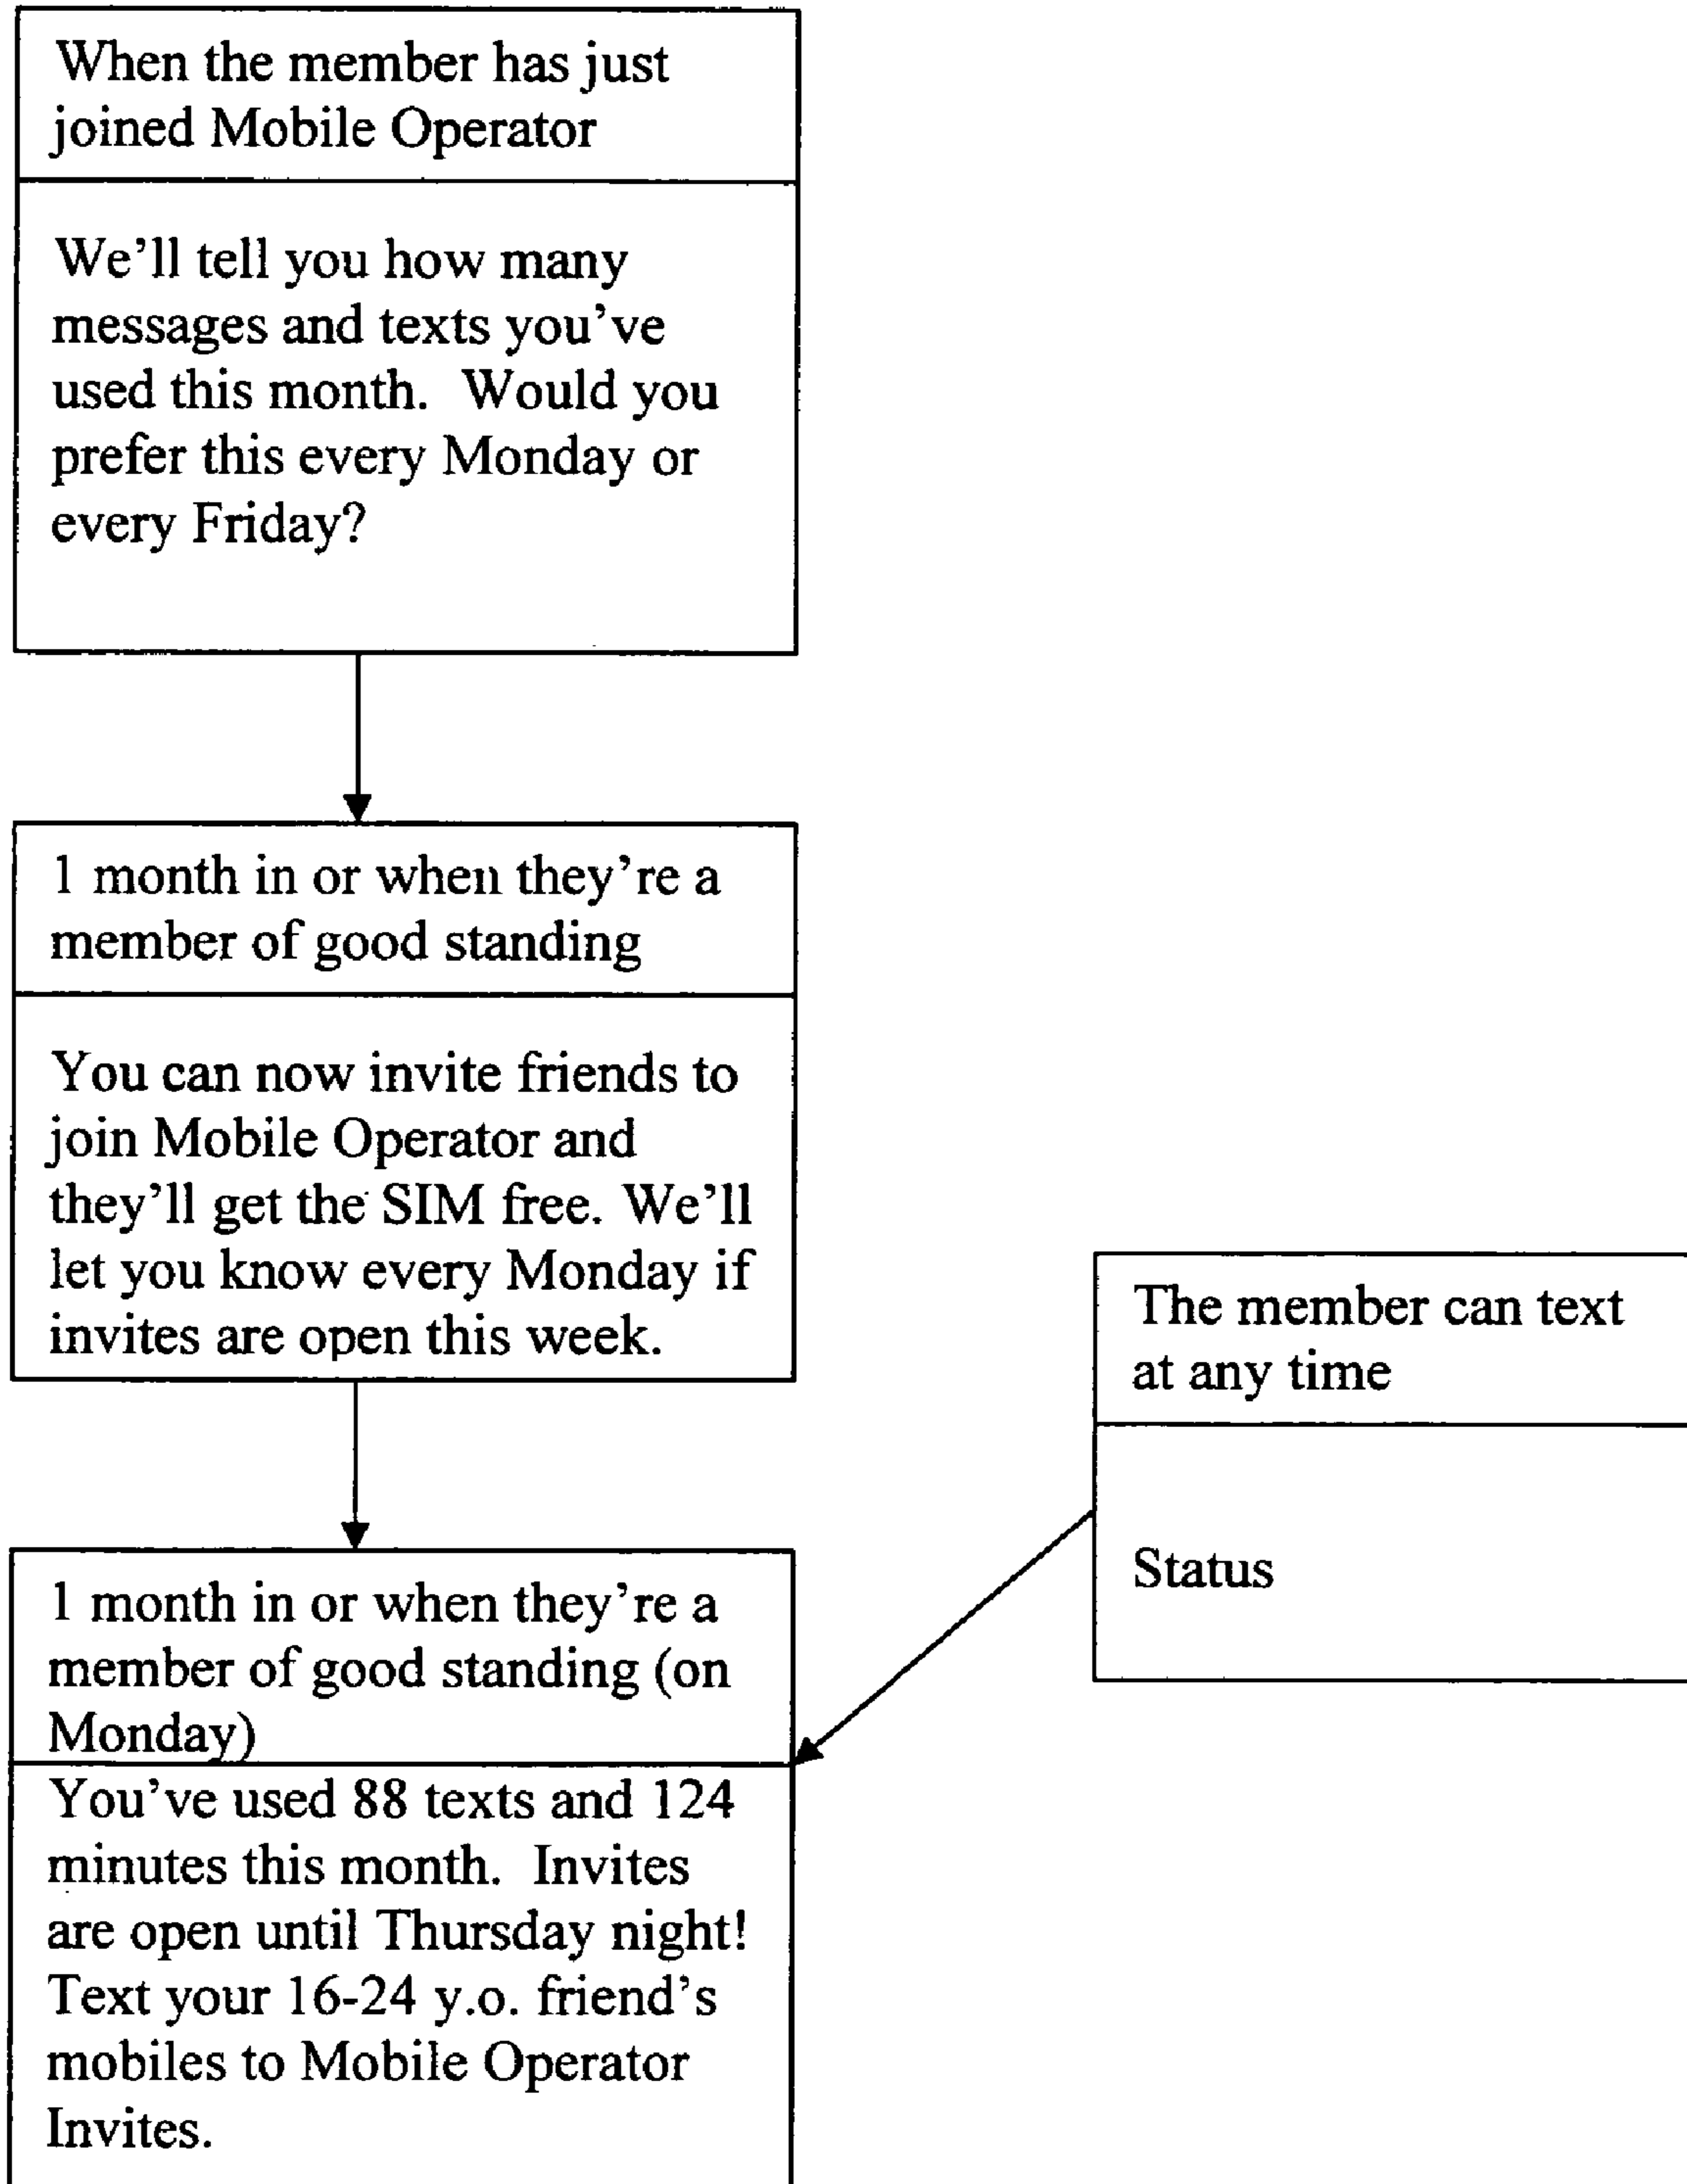 When the member has just
joined Mobile Operator
We'll tell you how many
messages and texts you've
used this month. Would you
prefer this every Monday or
every Friday?
1 month in or when they're a
member of good standing
You can now invite friends to
join Mobile Operator and
they'll get the SIM free. We'll
let you know every Monday if
invites are open this week.
The member can text
at any time
Status
1 month in or when they're a
member of good standing (on
Monday)
You've used 88 texts and 124
minutes this month. Invites
are open until Thursday night!
Text your 16-24 y.o. friend's
mobiles to Mobile Operator
Invites.